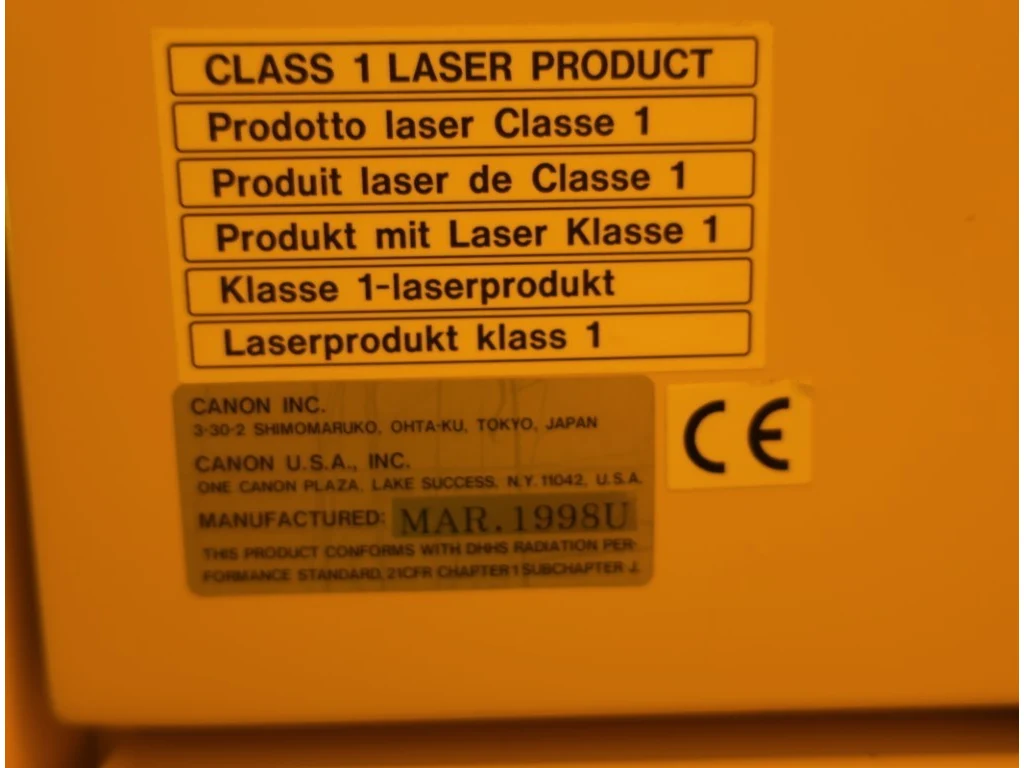 CLASS 1 LASER PRODUCT
Prodotto laser Classe 1
Produit laser de Classe 1
Produkt mit Laser Klasse 1
Klasse 1-laserprodukt
Laserprodukt klass 1
CANON INC.
3-30-2 SHIMOMARUKO, OHTA-KU, TOKYO, JAPAN
CANON U.S.A., INC.
ONE CANON PLAZA, LAKE SUCCESS, N.Y. 11042, U.S.A.
MANUFACTURED: MAR. 1998U
THIS PRODUCT CONFORMS WITH DHHS RADIATION PER-
FORMANCE STANDARD, 21CFR CHAPTER 1 SUBCHAPTER J.
CE